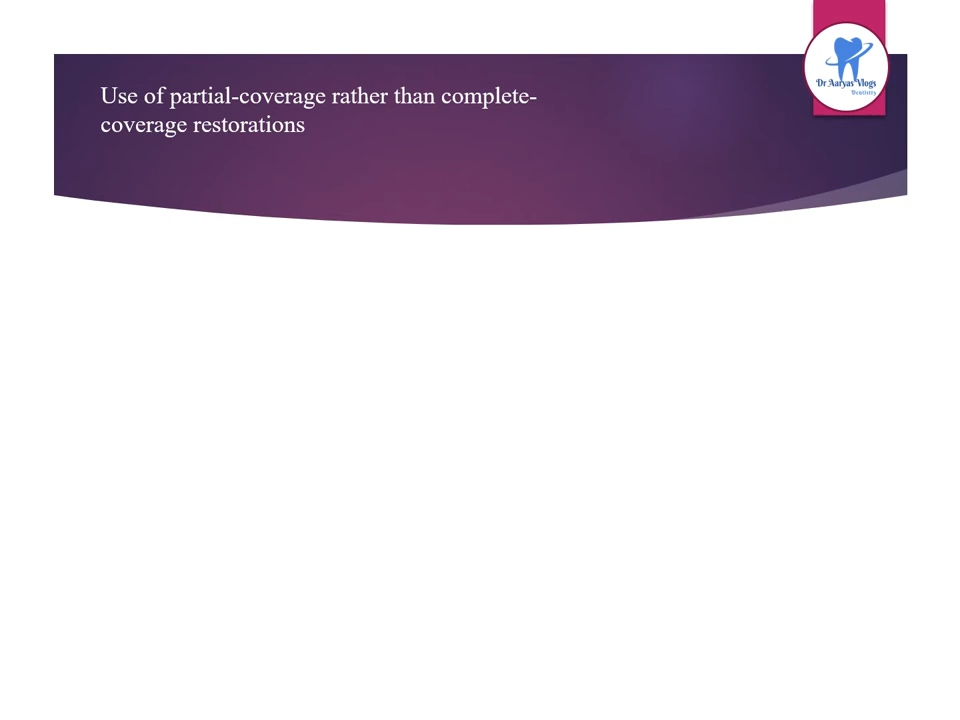 Use of partial-coverage rather than complete-
coverage restorations
Dr Aaryas Vlogs
Dentistry